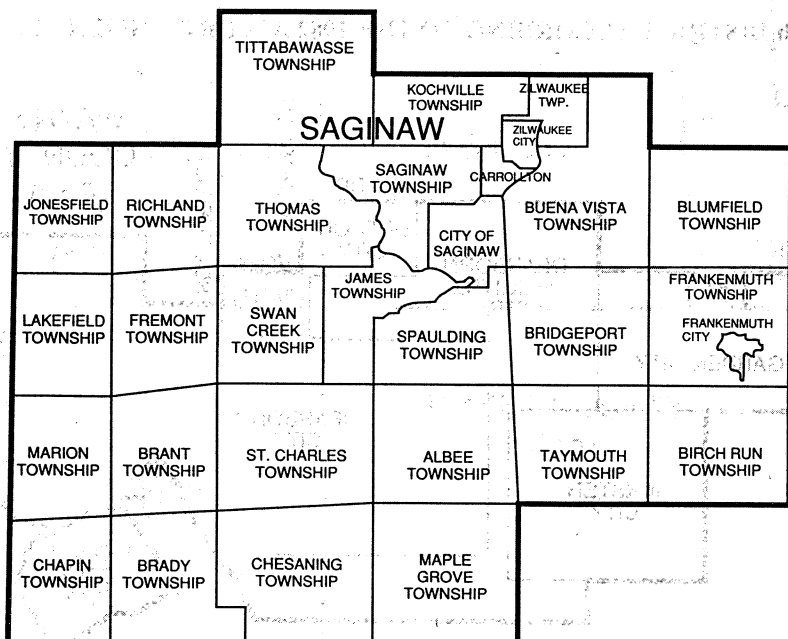 TITTABAWASSE
TOWNSHIP
KOCHVILLE
TOWNSHIP
ZILWAUKEE
TWP.
SAGINAW
ZILWAUKEE
CITY
SAGINAW
TOWNSHIP
CARROLLTON
JONESFIELD
TOWNSHIP
RICHLAND
TOWNSHIP
THOMAS
TOWNSHIP
BUENA VISTA
TOWNSHIP
BLUMFIELD
TOWNSHIP
CITY OF
SAGINAW
JAMES
TOWNSHIP
FRANKENMUTH
TOWNSHIP
LAKEFIELD
TOWNSHIP
FREMONT
TOWNSHIP
SWAN
CREEK
TOWNSHIP
SPAULDING
TOWNSHIP
BRIDGEPORT
TOWNSHIP
FRANKENMUTH
CITY
MARION
TOWNSHIP
BRANT
TOWNSHIP
ST. CHARLES
TOWNSHIP
ALBEE
TOWNSHIP
TAYMOUTH
TOWNSHIP
BIRCH RUN
TOWNSHIP
CHAPIN
TOWNSHIP
BRADY
TOWNSHIP
CHESANING
TOWNSHIP
MAPLE
GROVE
TOWNSHIP